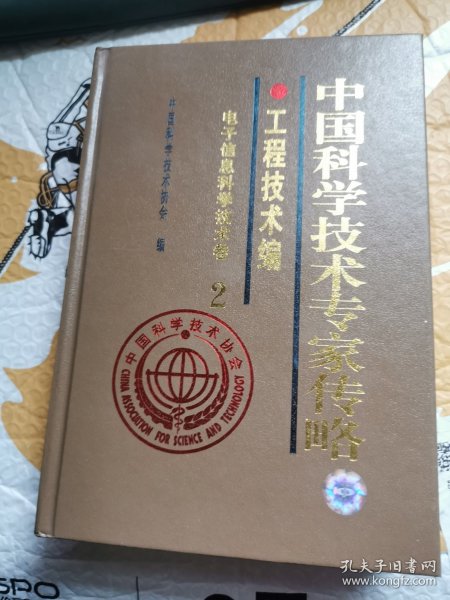 中国科学技术专家传略
工程技术编
电子信息科学技术卷
2
中国科学技术协会 编
中国科学技术协会
CHINA ASSOCIATION FOR SCIENCE AND TECHNOLOGY
SPO
孔夫子旧书网
www.kongfz.com